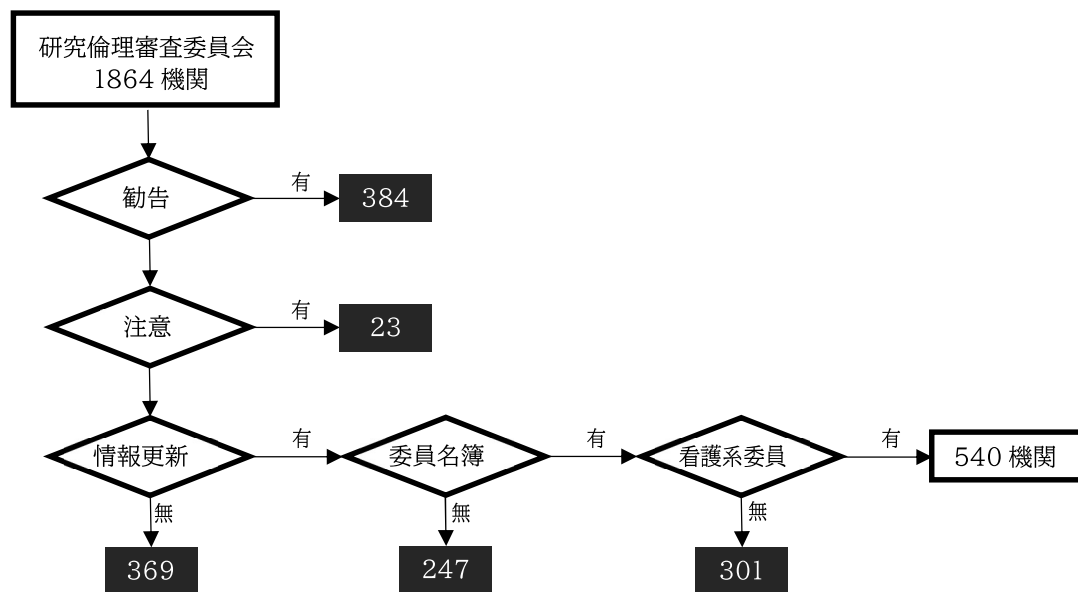 研究倫理審査委員会
1864 機関
勧告
有
384
注意
有
23
情報更新
有
委員名簿
有
看護系委員
有
540 機関
無
無
無
369
247
301